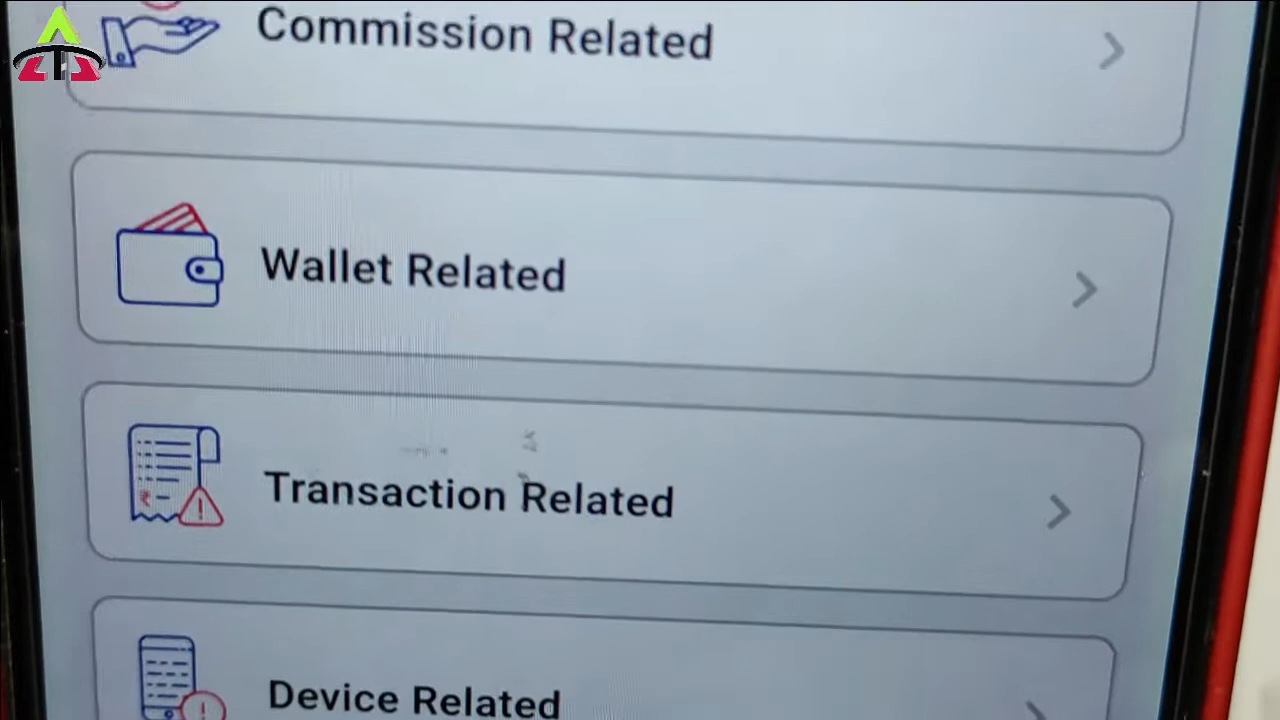 Commission Related
Wallet Related
Transaction Related
Device Related